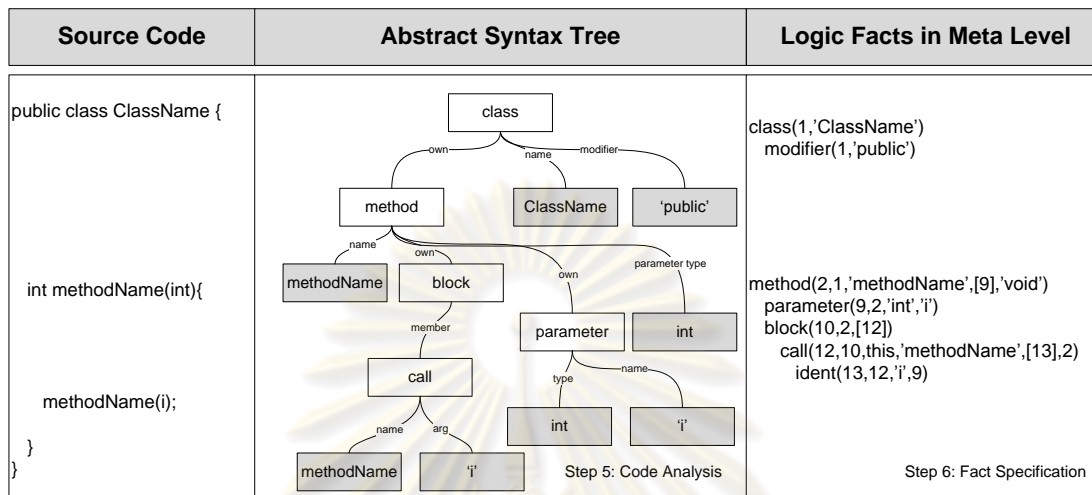 Source Code
Abstract Syntax Tree
Logic Facts in Meta Level
public class ClassName {
int methodName(int){
methodName(i);
}
}
class
own
name
modifier
method
ClassName
‘public’
name
own
own
parameter type
methodName
block
parameter
int
member
call
type
name
int
‘i’
name
arg
methodName
‘i’
Step 5: Code Analysis
class(1,’ClassName’)
modifier(1,’public’)
method(2,1,’methodName’,[9],’void’)
parameter(9,2,’int’,’i’)
block(10,2,[12])
call(12,10,this,’methodName’,[13],2)
ident(13,12,’i’,9)
Step 6: Fact Specification